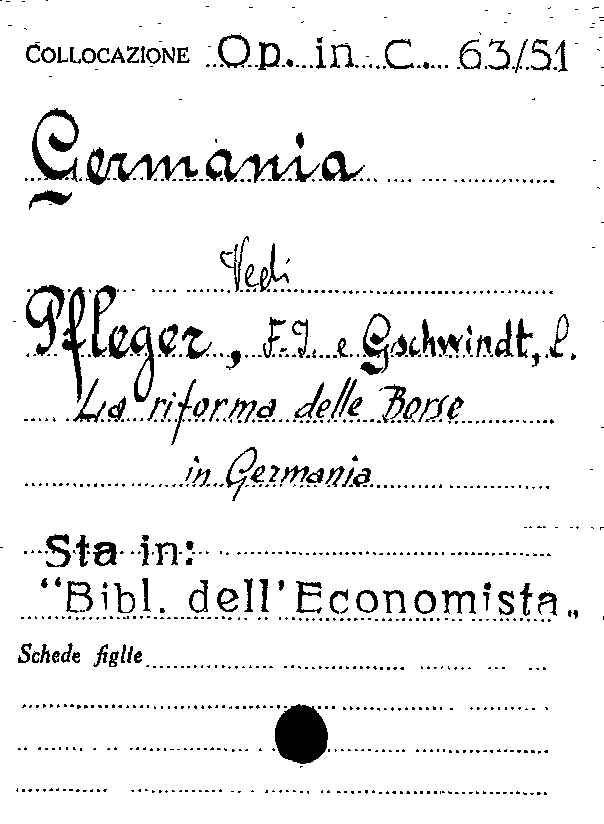 COLLOCAZIONE Op. in C. 63/51
Germania
Vedi
Pfleger, F.J. e Gschwindt, L.
La riforma delle Borse
in Germania
Sta in:
"Bibl. dell'Economista„
Schede figlie